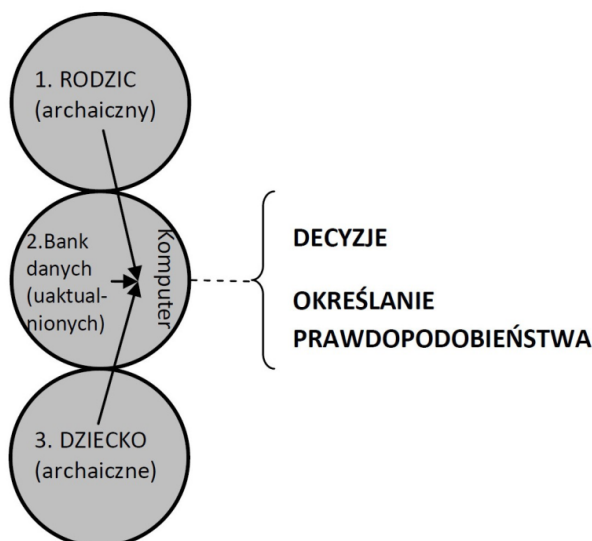 1. RODZIC
(archaiczny)
2.Bank
danych
(uaktual-
nionych)
Komputer
DECYZJE
OKREŚLANIE
PRAWDOPODOBIEŃSTWA
3. DZIECKO
(archaiczne)